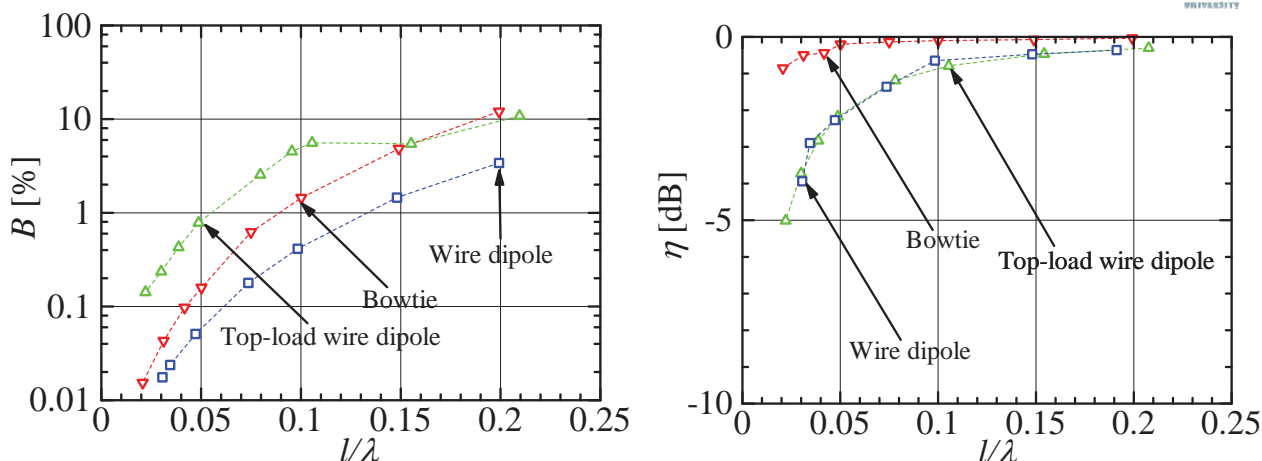 UNIVERSITY
100
10
1
0.1
0.01
B [%]
0
0.05
0.1
0.15
0.2
0.25
l/λ
Wire dipole
Bowtie
Top-load wire dipole
0
-5
-10
η [dB]
0
0.05
0.1
0.15
0.2
0.25
l/λ
Bowtie
Top-load wire dipole
Wire dipole